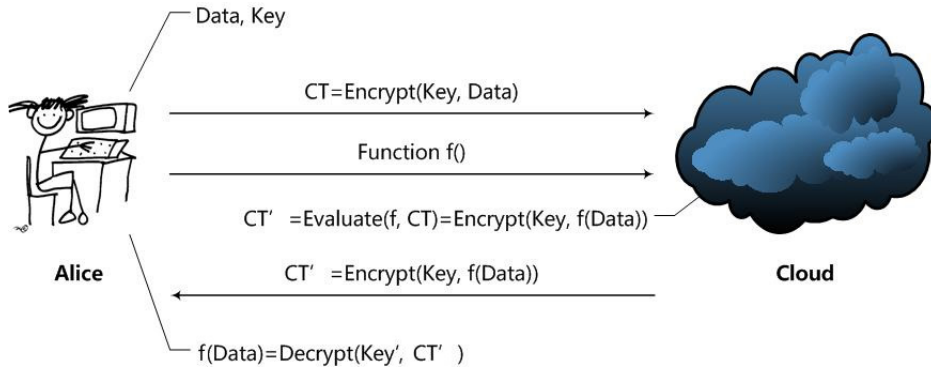 Data, Key
CT=Encrypt(Key, Data)
Function f()
CT′ =Evaluate(f, CT)=Encrypt(Key, f(Data))
Alice
CT′ =Encrypt(Key, f(Data))
Cloud
f(Data)=Decrypt(Key′, CT′ )